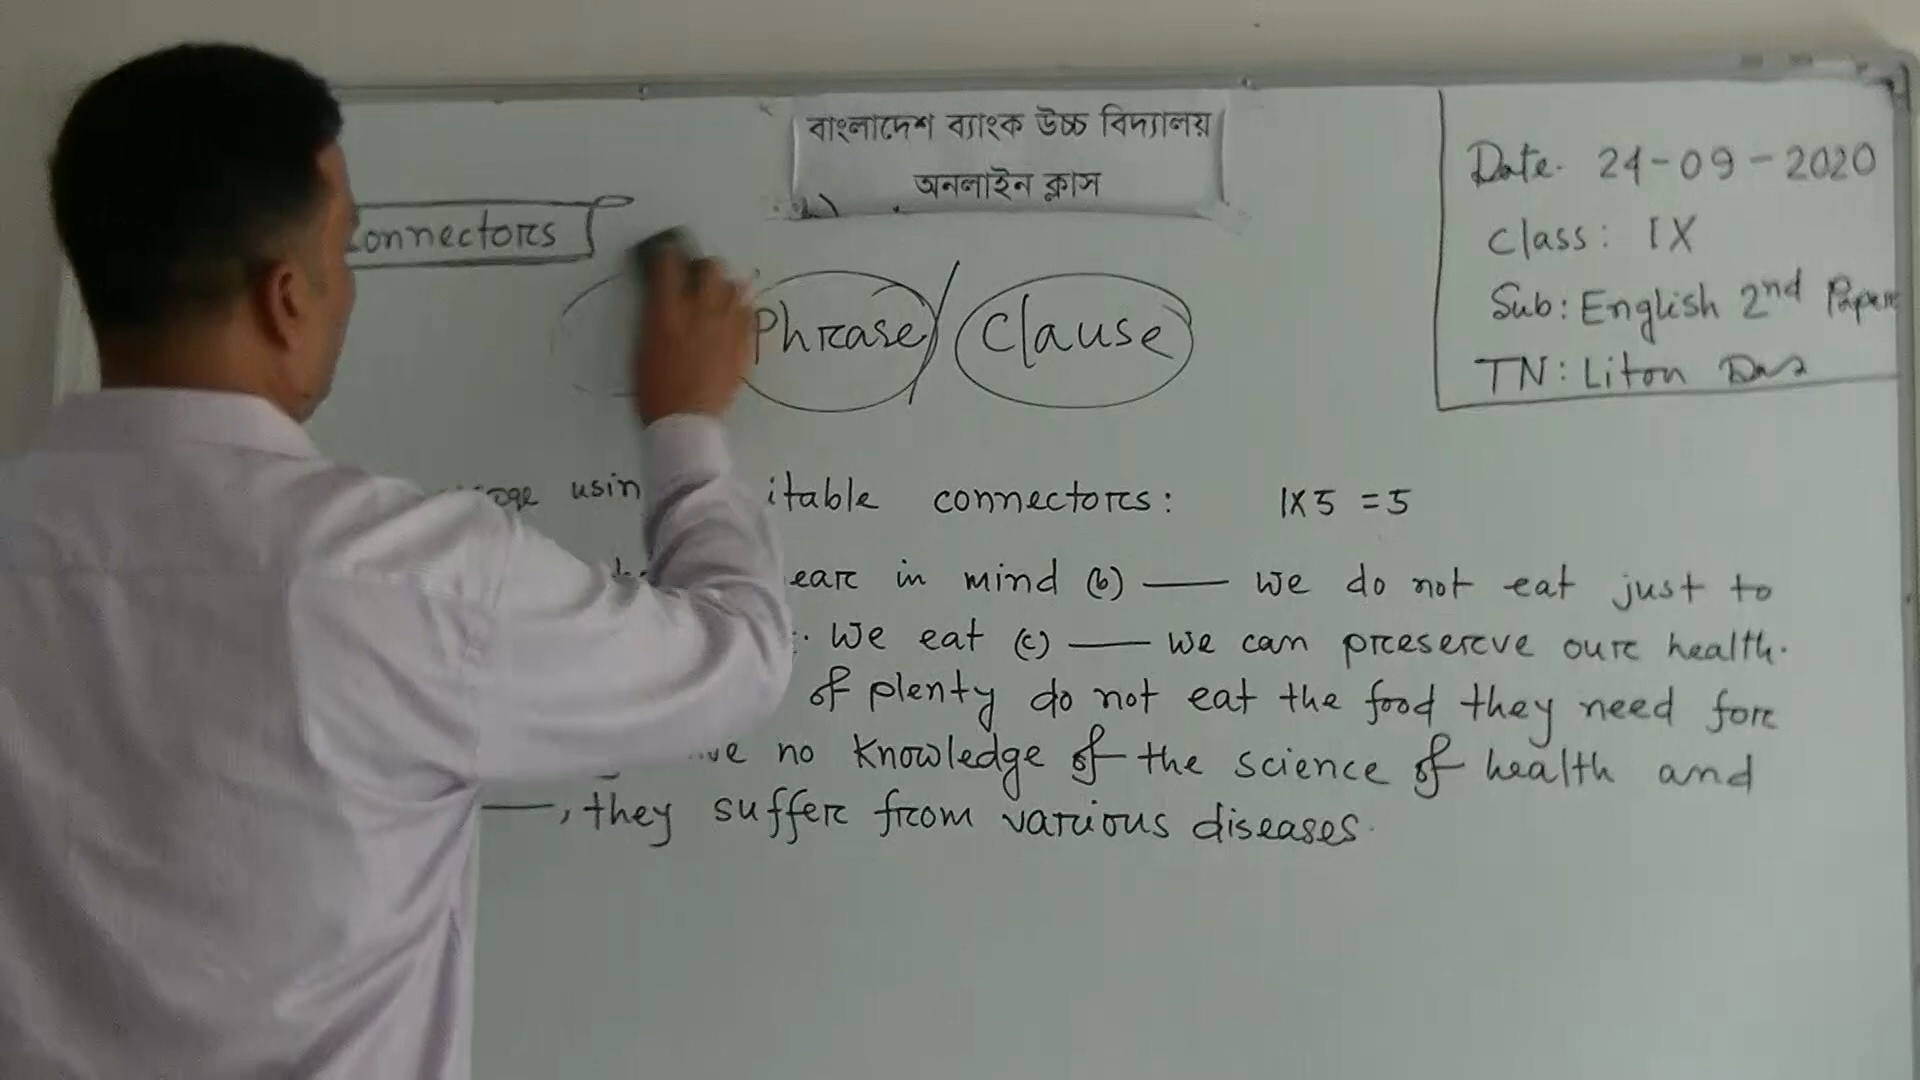 বাংলাদেশ ব্যাংক উচ্চ বিদ্যালয়
অনলাইন ক্লাস
onnectors
Phrase / Clause
Date. 24-09-2020
Class: IX
Sub: English 2nd Paper
TN: Liton Das
usin itable connectors: 1X5 =5
ear in mind (b) —— we do not eat just to
. We eat (c) —— we can preserve our health.
of plenty do not eat the food they need for
ve no knowledge of the science of health and
——, they suffer from various diseases.